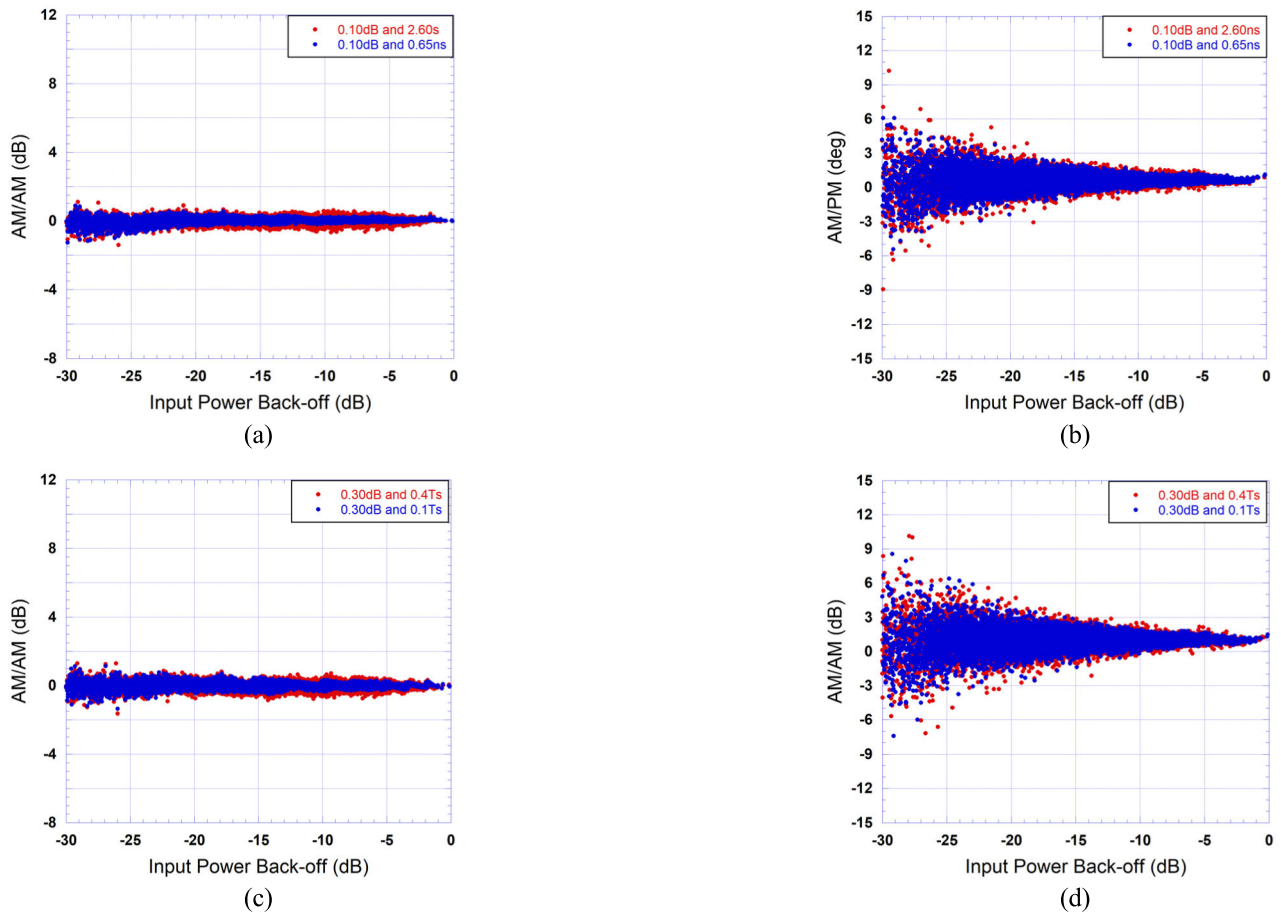 12
8
4
0
-4
-8
AM/AM (dB)
0.10dB and 2.60s
0.10dB and 0.65ns
-30 -25 -20 -15 -10 -5 0
Input Power Back-off (dB)
(a)
15
12
9
6
3
0
-3
-6
-9
-12
-15
AM/PM (deg)
0.10dB and 2.60ns
0.10dB and 0.65ns
-30 -25 -20 -15 -10 -5 0
Input Power Back-off (dB)
(b)
12
8
4
0
-4
-8
AM/AM (dB)
0.30dB and 0.4Ts
0.30dB and 0.1Ts
-30 -25 -20 -15 -10 -5 0
Input Power Back-off (dB)
(c)
15
12
9
6
3
0
-3
-6
-9
-12
-15
AM/AM (dB)
0.30dB and 0.4Ts
0.30dB and 0.1Ts
-30 -25 -20 -15 -10 -5 0
Input Power Back-off (dB)
(d)